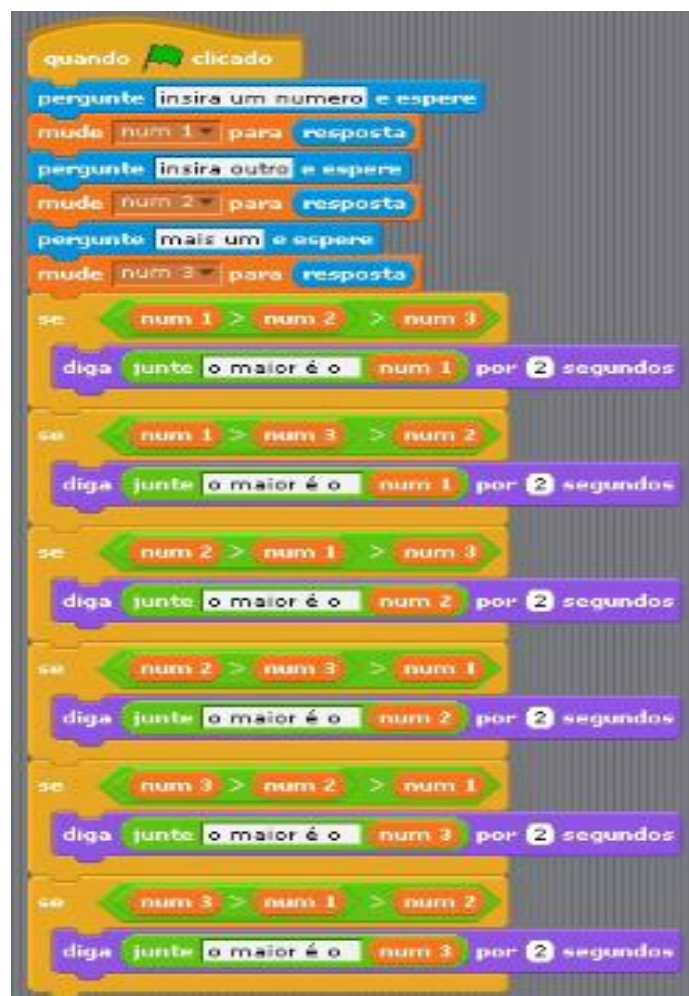 quando clicado
pergunte insira um numero e espere
mude num 1 para resposta
pergunte insira outro e espere
mude num 2 para resposta
pergunte mais um e espere
mude num 3 para resposta
se num 1 > num 2 > num 3
diga junte o maior é o num 1 por 2 segundos
se num 1 > num 3 > num 2
diga junte o maior é o num 1 por 2 segundos
se num 2 > num 1 > num 3
diga junte o maior é o num 2 por 2 segundos
se num 2 > num 3 > num 1
diga junte o maior é o num 2 por 2 segundos
se num 3 > num 2 > num 1
diga junte o maior é o num 3 por 2 segundos
se num 3 > num 1 > num 2
diga junte o maior é o num 3 por 2 segundos